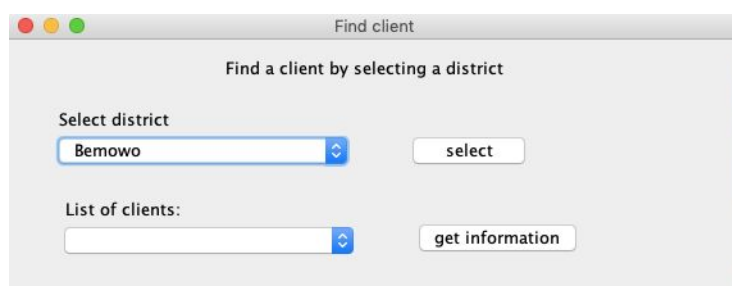 Find client
Find a client by selecting a district
Select district
Bemowo
select
List of clients:
get information